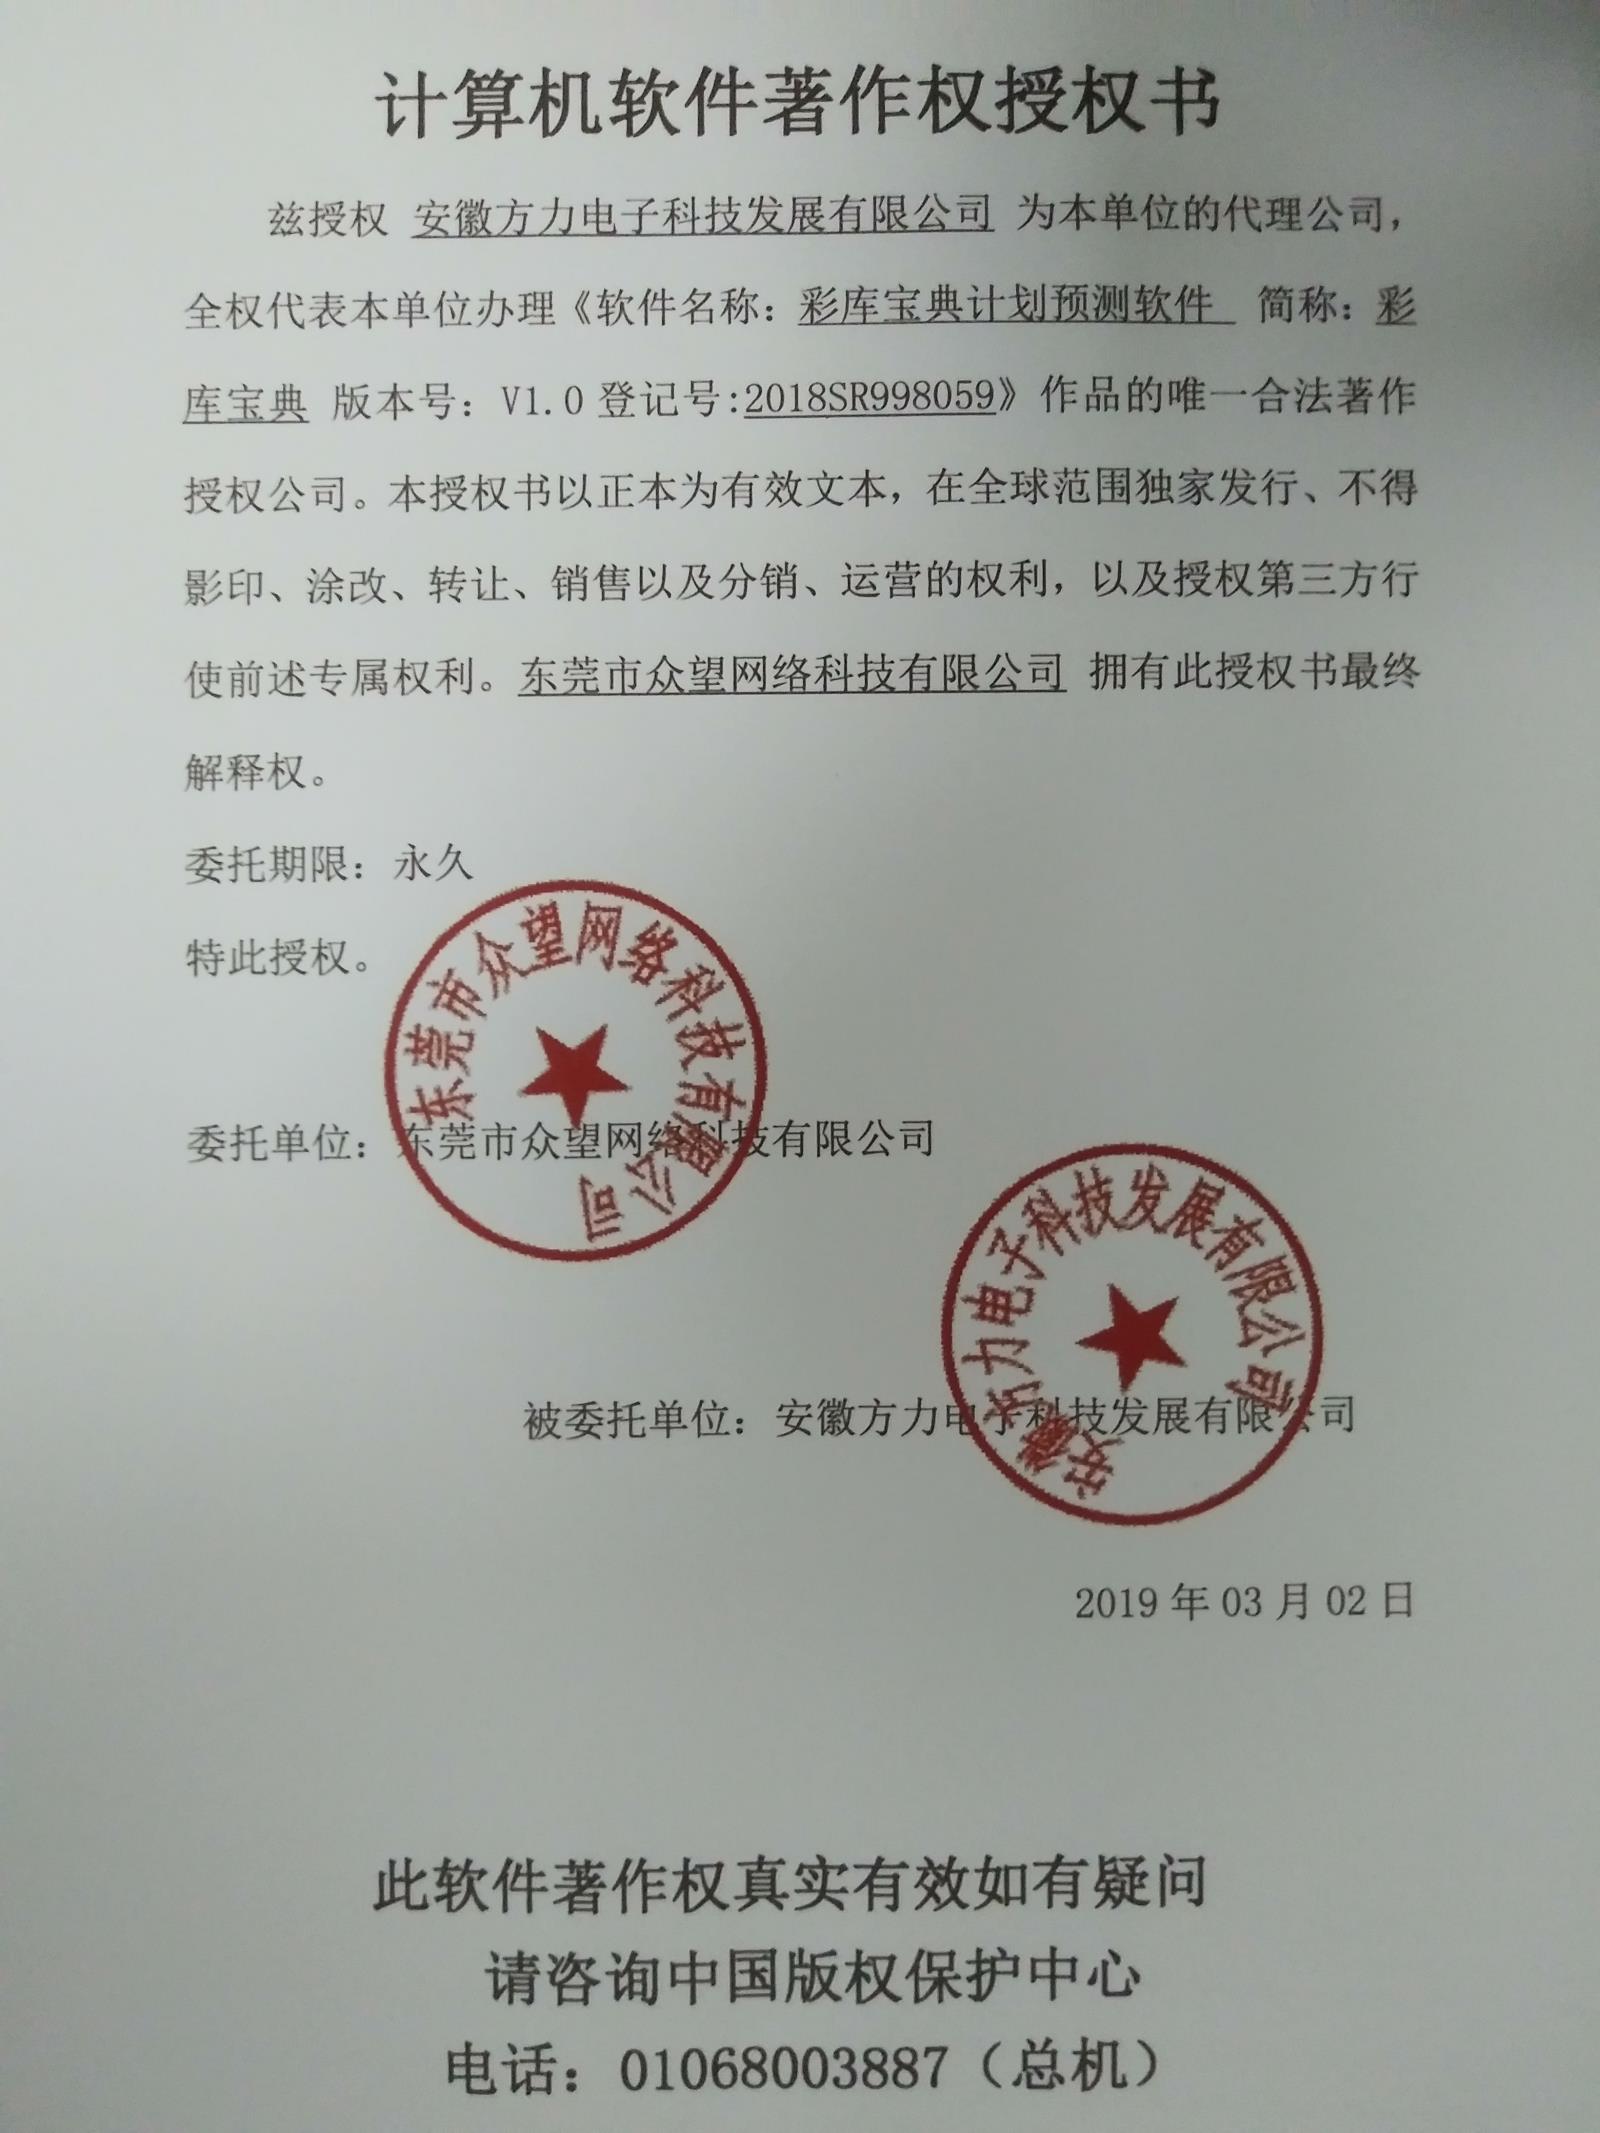 计算机软件著作权授权书
兹授权 安徽方力电子科技发展有限公司 为本单位的代理公司，
全权代表本单位办理《软件名称：彩库宝典计划预测软件 简称：彩
库宝典 版本号：V1.0 登记号:2018SR998059》作品的唯一合法著作
授权公司。本授权书以正本为有效文本，在全球范围独家发行、不得
影印、涂改、转让、销售以及分销、运营的权利，以及授权第三方行
使前述专属权利。东莞市众望网络科技有限公司 拥有此授权书最终
解释权。
委托期限：永久
特此授权。
东莞市众望网络科技有限公司
委托单位：东莞市众望网络科技有限公司
安徽方力电子科技发展有限公司
被委托单位：安徽方力电子科技发展有限公司
2019 年 03 月 02 日
此软件著作权真实有效如有疑问
请咨询中国版权保护中心
电话：01068003887（总机）